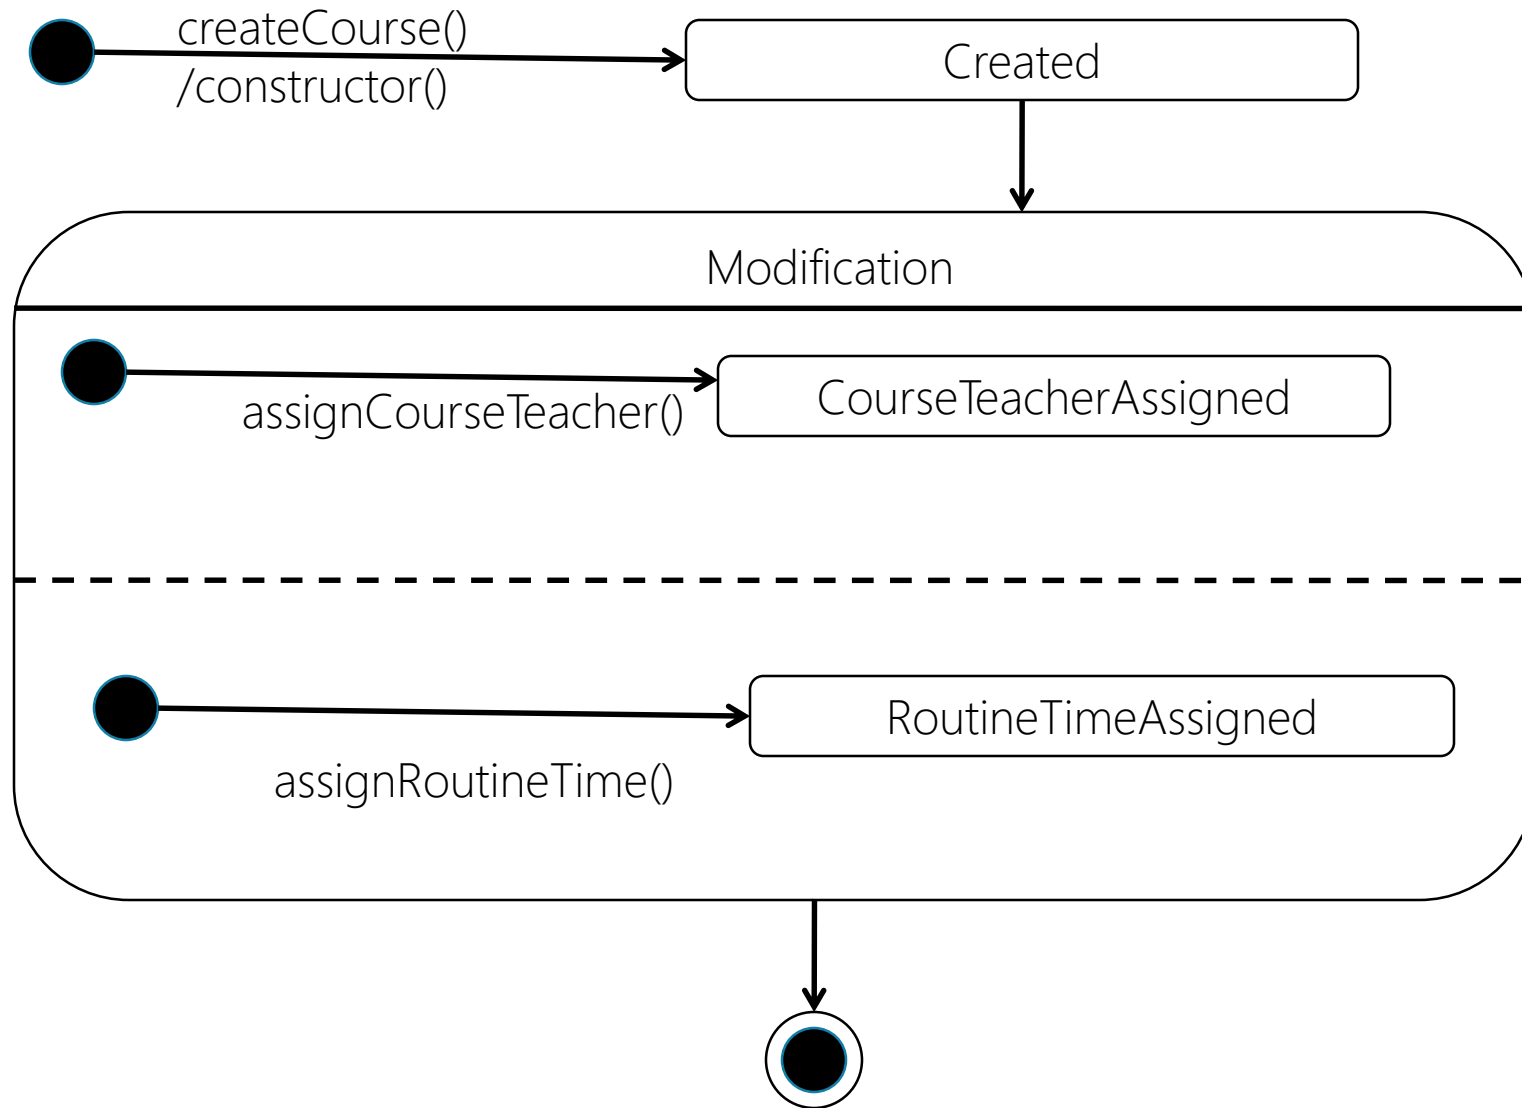 createCourse()
/constructor()
Created
Modification
assignCourseTeacher()
CourseTeacherAssigned
RoutineTimeAssigned
assignRoutineTime()